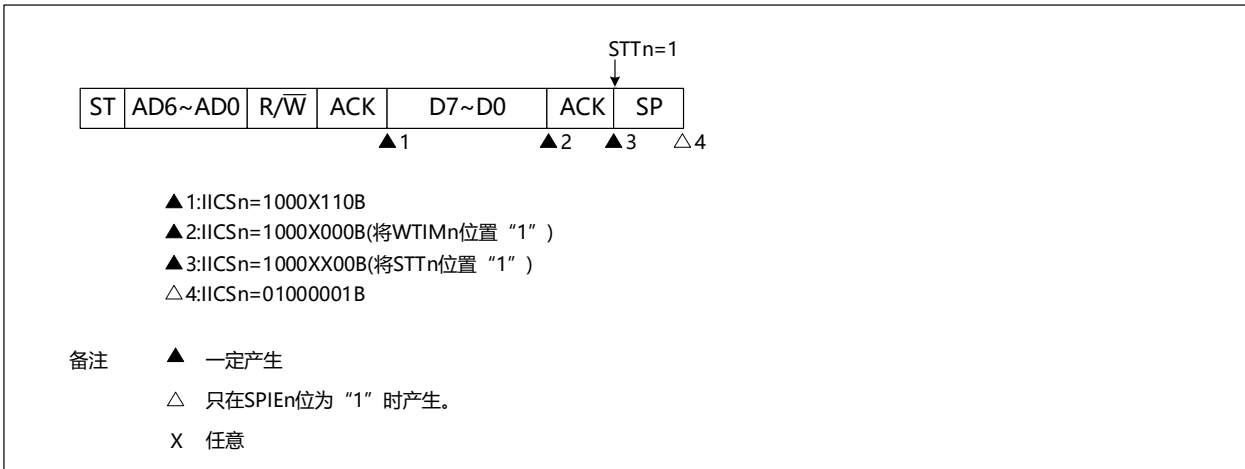 STTn=1
ST AD6~AD0 R/W̅ ACK D7~D0 ACK SP
▲1 ▲2 ▲3 △4
▲1:IICSn=1000X110B
▲2:IICSn=1000X000B(将WTIMn位置“1”)
▲3:IICSn=1000XX00B(将STTn位置“1”)
△4:IICSn=01000001B
备注 ▲ 一定产生
△ 只在SPIEn位为“1”时产生。
X 任意